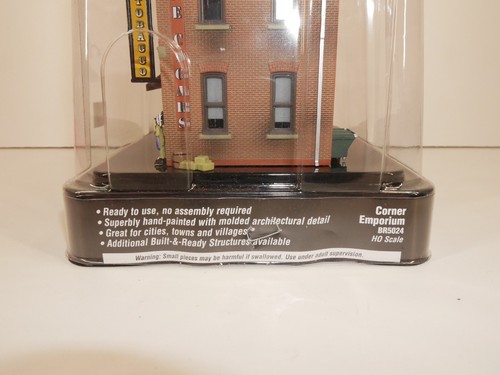 TOBACCO
E CIGARS
• Ready to use, no assembly required
• Superbly hand-painted with molded architectural detail
• Great for cities, towns and villages
• Additional Built-&-Ready Structures available
Corner
Emporium
BR5024
HO Scale
Warning: Small pieces may be harmful if swallowed. Use under adult supervision.